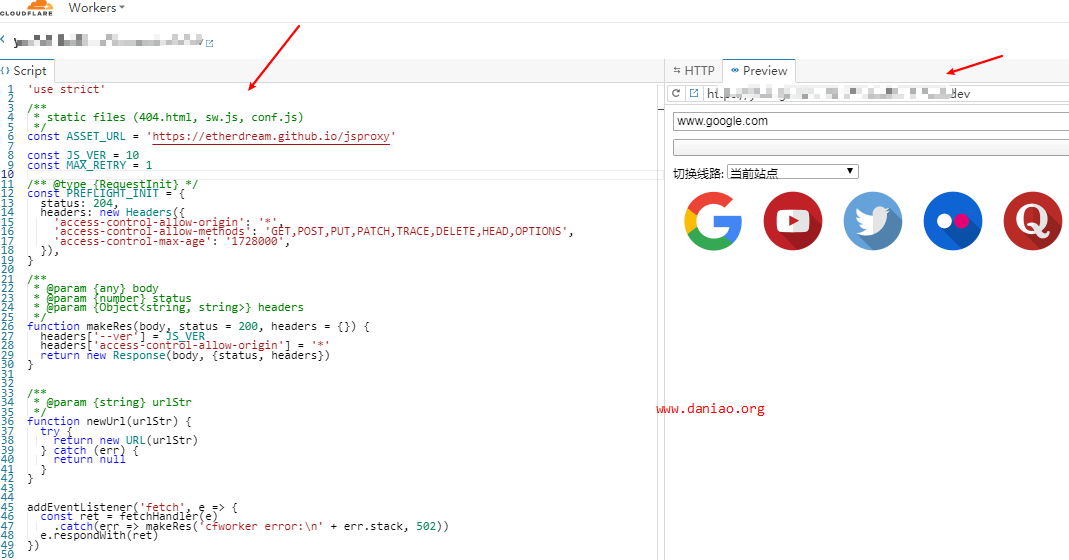 CLOUDFLARE
Workers
Script
HTTP
Preview
1 'use strict'
2
3 /**
4 * static files (404.html, sw.js, conf.js)
5 */
6 const ASSET_URL = 'https://etherdream.github.io/jsproxy'
7
8 const JS_VER = 10
9 const MAX_RETRY = 1
10
11 /** @type {RequestInit} */
12 const PREFLIGHT_INIT = {
13 status: 204,
14 headers: new Headers({
15 'access-control-allow-origin': '*',
16 'access-control-allow-methods': 'GET,POST,PUT,PATCH,TRACE,DELETE,HEAD,OPTIONS',
17 'access-control-max-age': '1728000',
18 }),
19 }
20
21 /**
22 * @param {any} body
23 * @param {number} status
24 * @param {Object<string, string>} headers
25 */
26 function makeRes(body, status = 200, headers = {}) {
27 headers['--ver'] = JS_VER
28 headers['access-control-allow-origin'] = '*'
29 return new Response(body, {status, headers})
30 }
31
32
33 /**
34 * @param {string} urlStr
35 */
36 function newUrl(urlStr) {
37 try {
38 return new URL(urlStr)
39 } catch (err) {
40 return null
41 }
42 }
43
44
45 addEventListener('fetch', e => {
46 const ret = fetchHandler(e)
47 .catch(err => makeRes('cfworker error:\n' + err.stack, 502))
48 e.respondWith(ret)
49 })
50
dev
www.google.com
切换线路: 当前站点
www.daniao.org